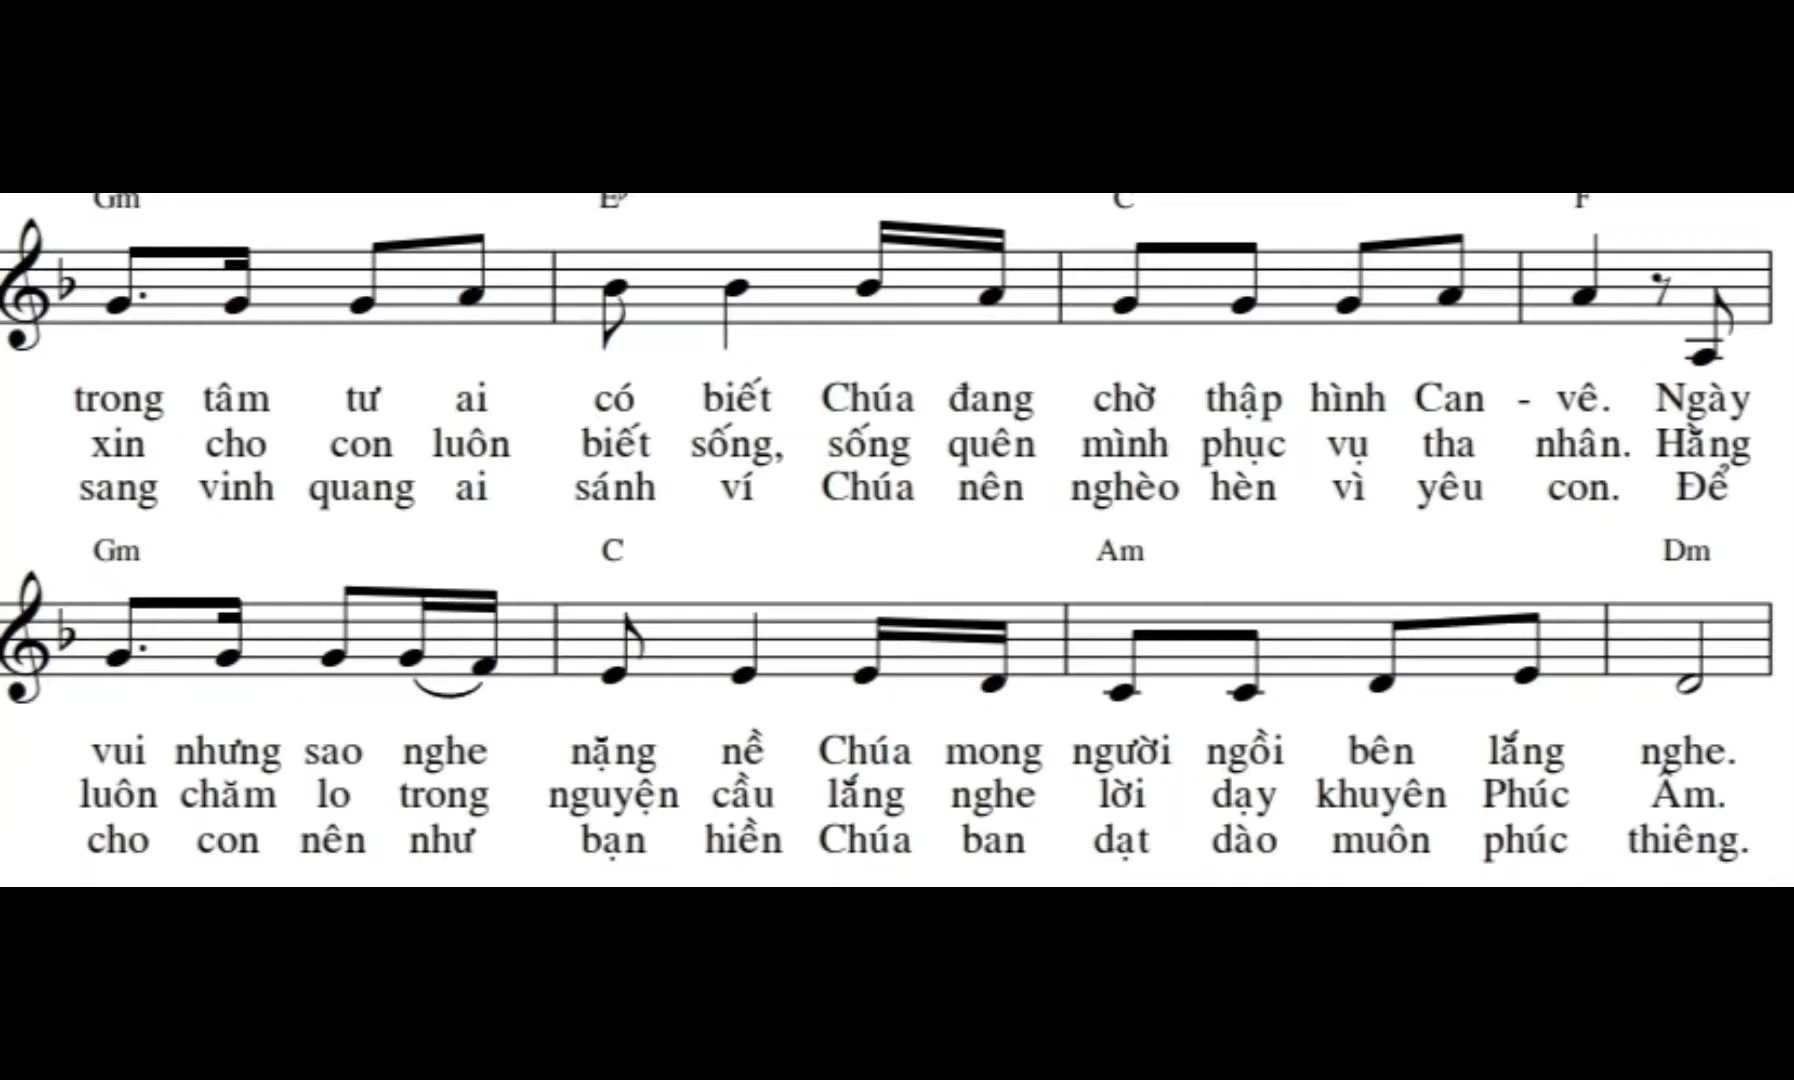 Gm E♭ C F
trong tâm tư ai có biết Chúa đang chờ thập hình Can - vê. Ngày
xin cho con luôn biết sống, sống quên mình phục vụ tha nhân. Hằng
sang vinh quang ai sánh ví Chúa nên nghèo hèn vì yêu con. Để
Gm C Am Dm
vui nhưng sao nghe nặng nề Chúa mong người ngồi bên lắng nghe.
luôn chăm lo trong nguyện cầu lắng nghe lời dạy khuyên Phúc Âm.
cho con nên như bạn hiền Chúa ban dạt dào muôn phúc thiêng.